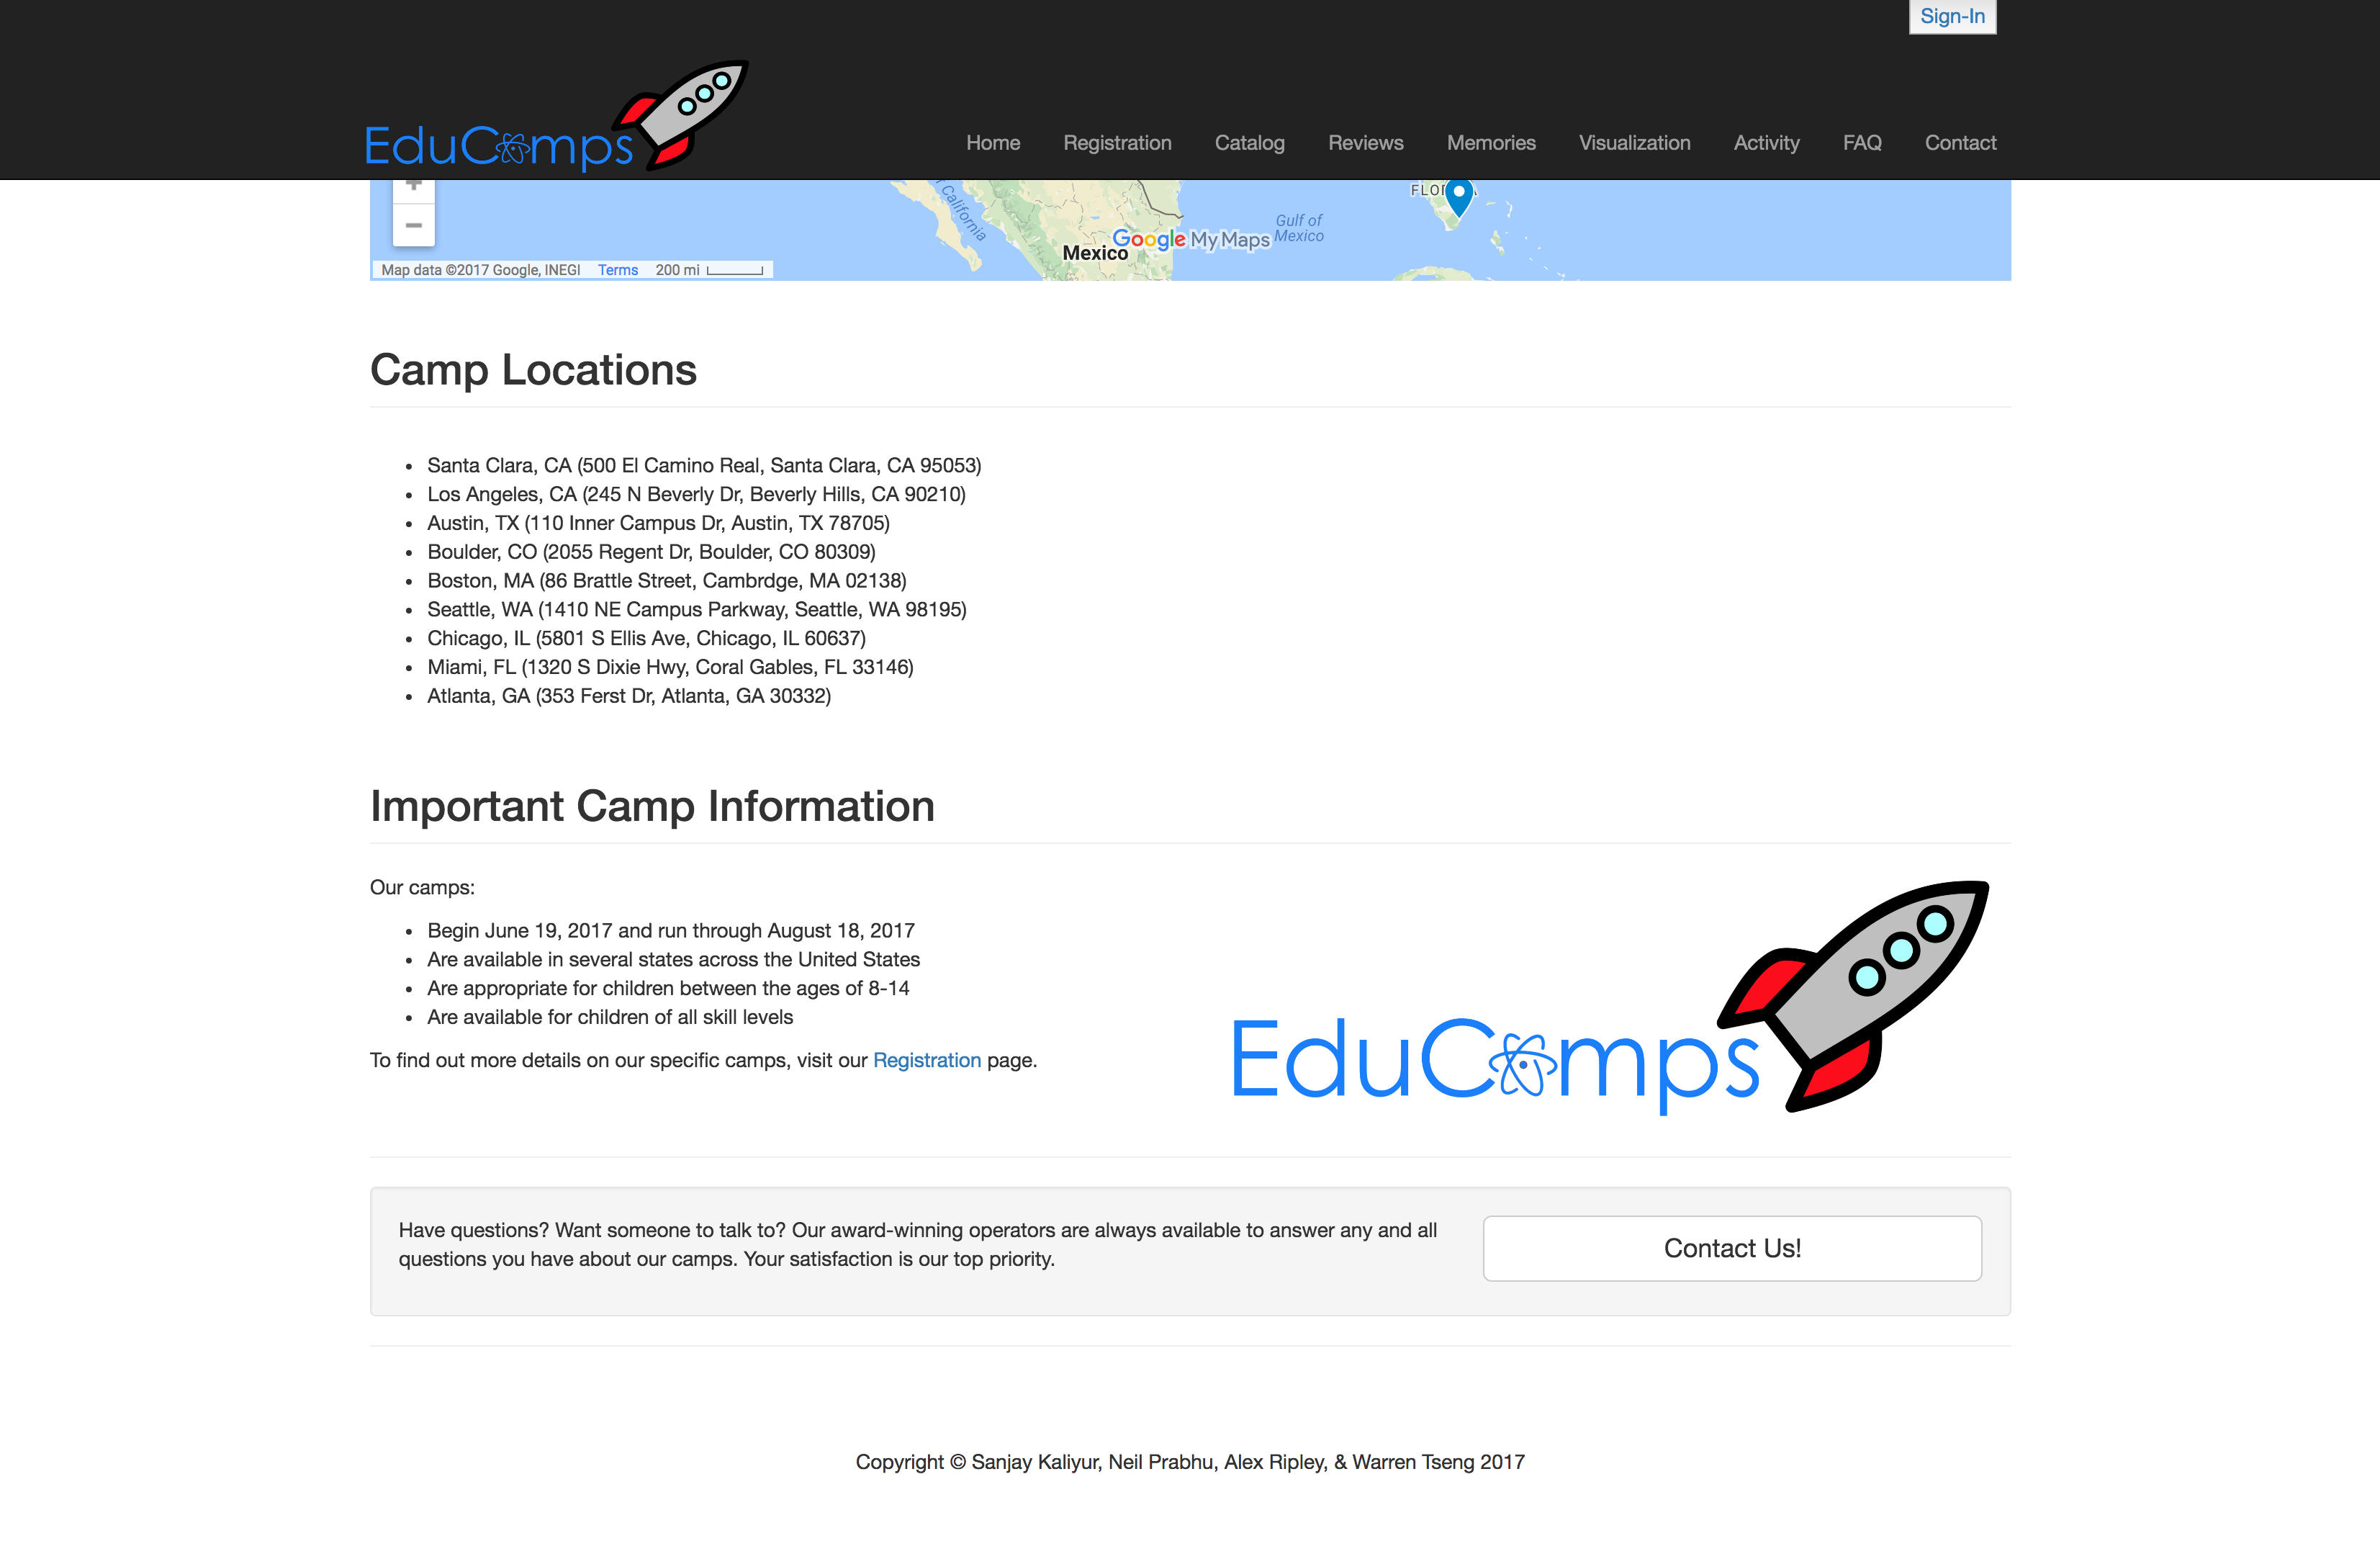 Sign-In
EduCamps
Home Registration Catalog Reviews Memories Visualization Activity FAQ Contact
California
Gulf of
Mexico
Mexico
Google My Maps
Map data ©2017 Google, INEGI Terms 200 mi
Camp Locations
• Santa Clara, CA (500 El Camino Real, Santa Clara, CA 95053)
• Los Angeles, CA (245 N Beverly Dr, Beverly Hills, CA 90210)
• Austin, TX (110 Inner Campus Dr, Austin, TX 78705)
• Boulder, CO (2055 Regent Dr, Boulder, CO 80309)
• Boston, MA (86 Brattle Street, Cambrdge, MA 02138)
• Seattle, WA (1410 NE Campus Parkway, Seattle, WA 98195)
• Chicago, IL (5801 S Ellis Ave, Chicago, IL 60637)
• Miami, FL (1320 S Dixie Hwy, Coral Gables, FL 33146)
• Atlanta, GA (353 Ferst Dr, Atlanta, GA 30332)
Important Camp Information
Our camps:
• Begin June 19, 2017 and run through August 18, 2017
• Are available in several states across the United States
• Are appropriate for children between the ages of 8-14
• Are available for children of all skill levels
To find out more details on our specific camps, visit our Registration page.
EduCamps
Have questions? Want someone to talk to? Our award-winning operators are always available to answer any and all
questions you have about our camps. Your satisfaction is our top priority.
Contact Us!
Copyright © Sanjay Kaliyur, Neil Prabhu, Alex Ripley, & Warren Tseng 2017